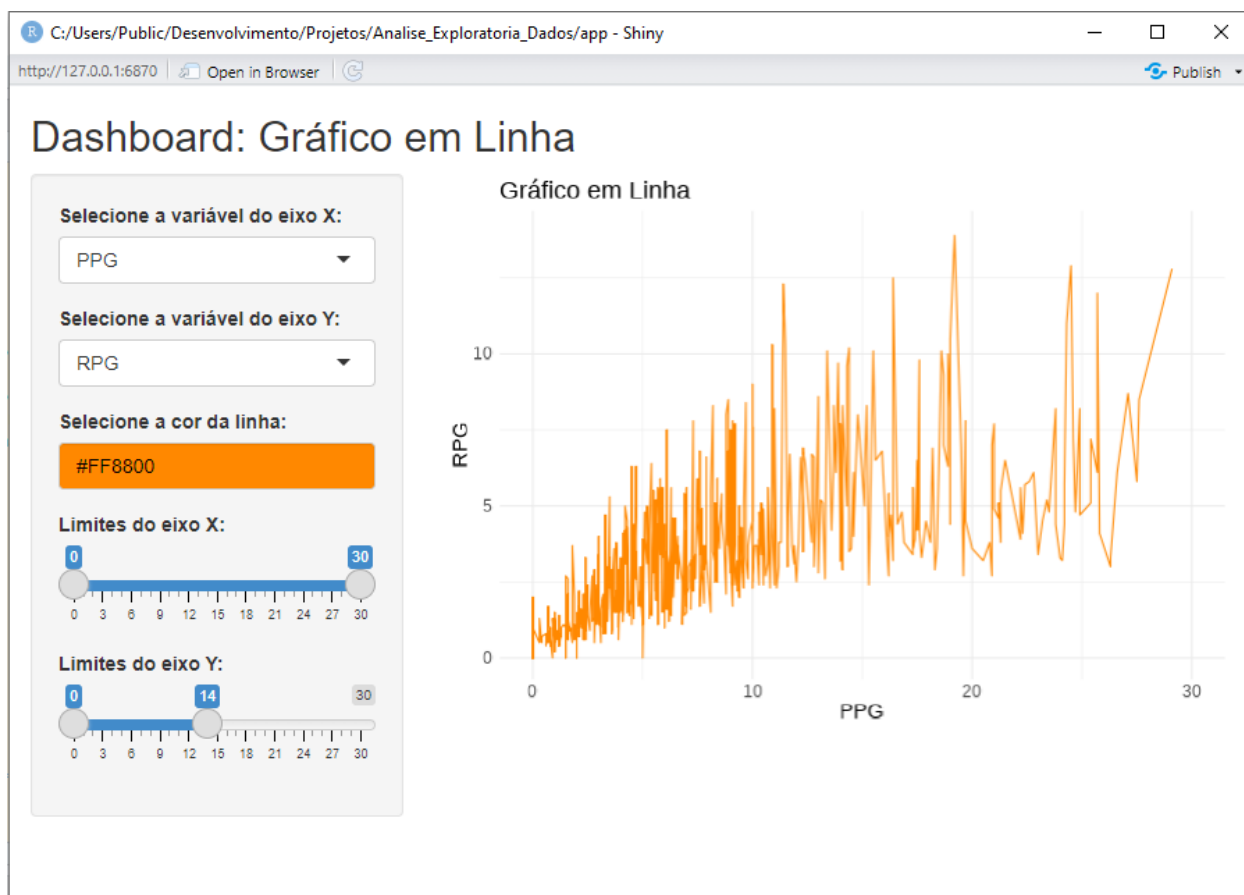 C:/Users/Public/Desenvolvimento/Projetos/Analise_Exploratoria_Dados/app - Shiny
http://127.0.0.1:6870 Open in Browser Publish
Dashboard: Gráfico em Linha
Selecione a variável do eixo X:
PPG
Selecione a variável do eixo Y:
RPG
Selecione a cor da linha:
#FF8800
Limites do eixo X:
0 30
0 3 6 9 12 15 18 21 24 27 30
Limites do eixo Y:
0 14 30
0 3 6 9 12 15 18 21 24 27 30
Gráfico em Linha
10
5
0
RPG
0 10 20 30
PPG